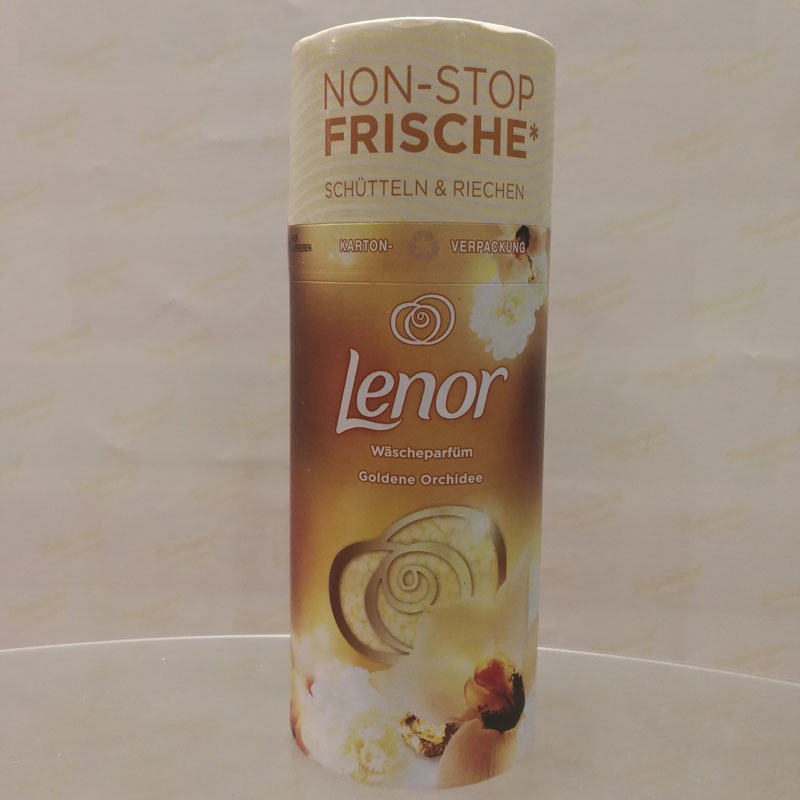 NON-STOP
FRISCHE*
SCHÜTTELN & RIECHEN
KARTON- VERPACKUNG
Lenor
Wäscheparfüm
Goldene Orchidee